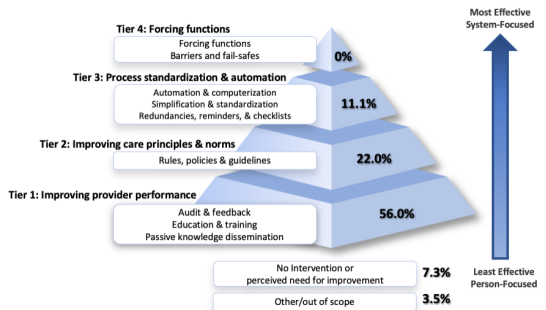 Tier 4: Forcing functions
Forcing functions
Barriers and fail-safes
0%
Tier 3: Process standardization & automation
Automation & computerization
Simplification & standardization
Redundancies, reminders, & checklists
11.1%
Tier 2: Improving care principles & norms
Rules, policies & guidelines
22.0%
Tier 1: Improving provider performance
Audit & feedback
Education & training
Passive knowledge dissemination
56.0%
No Intervention or
perceived need for improvement
7.3%
Other/out of scope
3.5%
Most Effective
System-Focused
Least Effective
Person-Focused